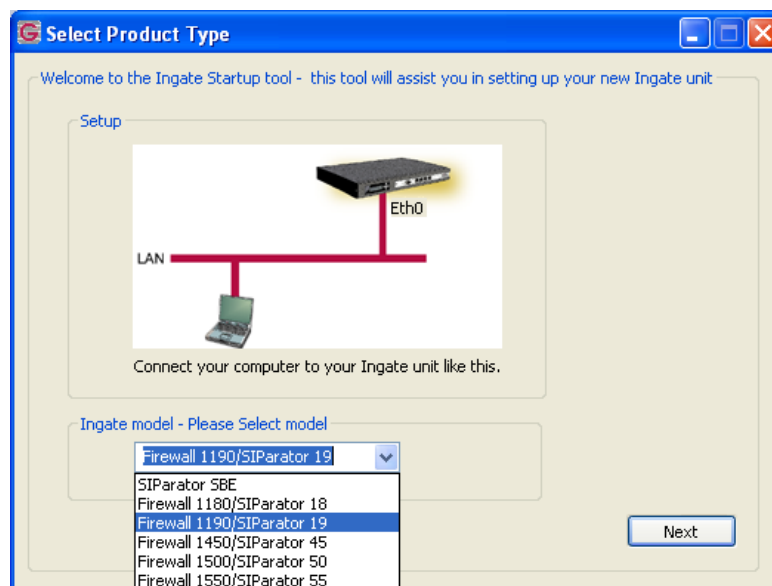 Select Product Type
Welcome to the Ingate Startup tool - this tool will assist you in setting up your new Ingate unit
Setup
Eth0
LAN
Connect your computer to your Ingate unit like this.
Ingate model - Please Select model
Firewall 1190/SIParator 19
SIParator SBE
Firewall 1180/SIParator 18
Firewall 1190/SIParator 19
Firewall 1450/SIParator 45
Firewall 1500/SIParator 50
Firewall 1550/SIParator 55
Next